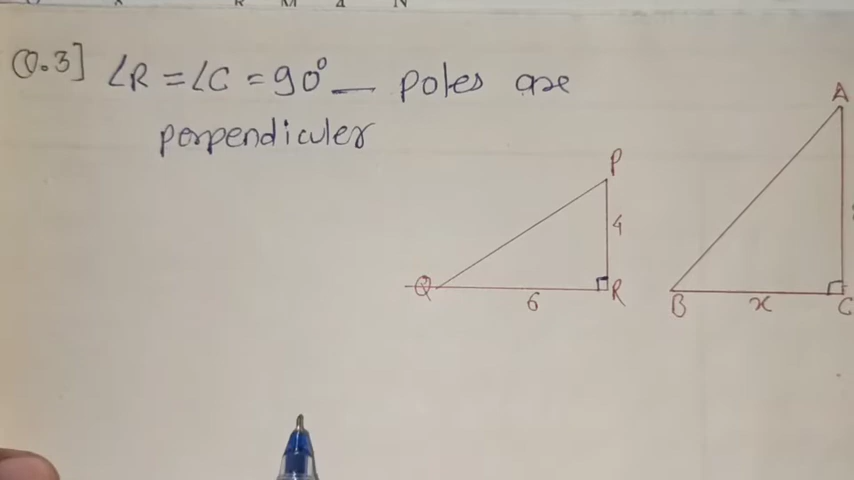 Q.3] ∠R = ∠C = 90° — poles are
perpendiculer
A
P
4
Q
R
6
B
x
C